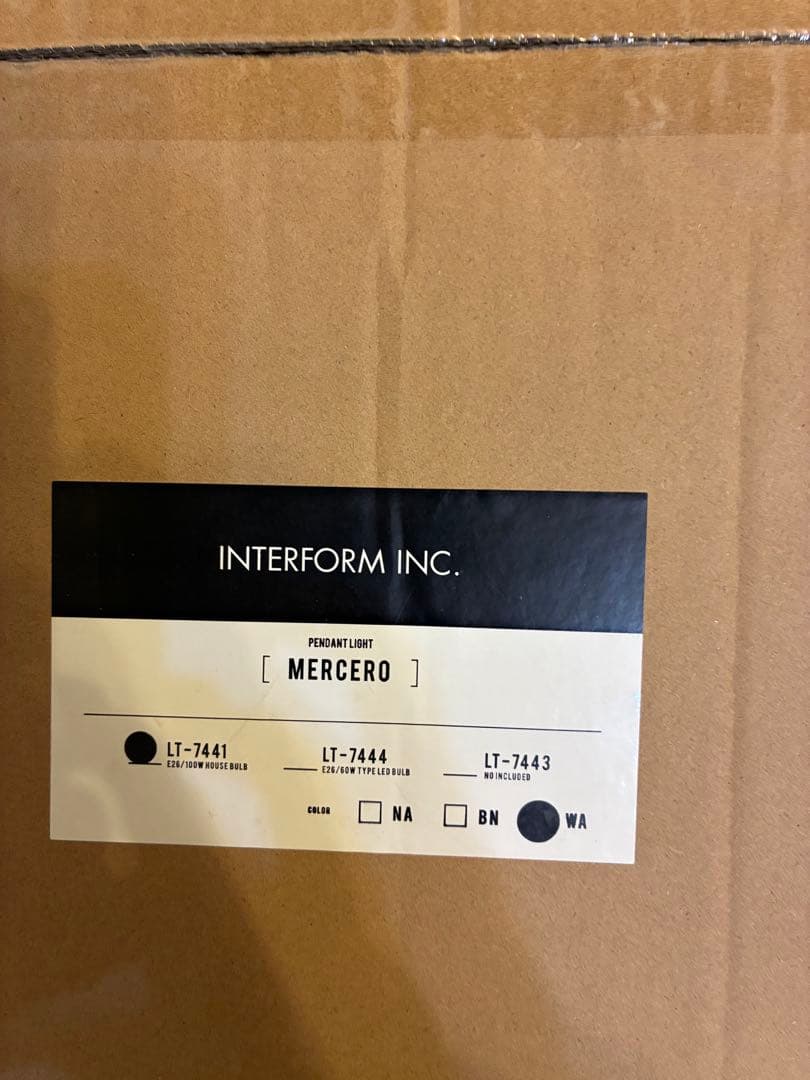 INTERFORM INC.
PENDANT LIGHT
[ MERCERO ]
LT-7441 LT-7444 LT-7443
E26/100W HOUSE BULB E26/60W TYPE LED BULB NO INCLUDED
COLOR NA BN WA